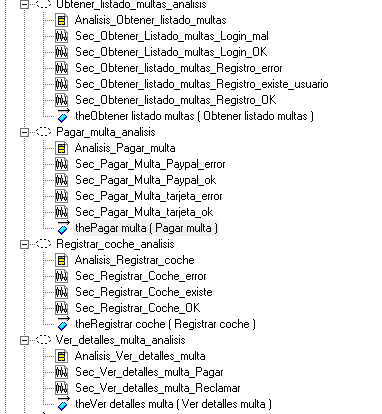 Obtener_listado_multas_analisis
Analisis_Obtener_listado_multas
Sec_Obtener_Listado_multas_Login_mal
Sec_Obtener_Listado_multas_Login_OK
Sec_Obtener_listado_multas_Registro_error
Sec_Obtener_listado_multas_Registro_existe_usuario
Sec_Obtener_listado_multas_Registro_OK
theObtener listado multas ( Obtener listado multas )
Pagar_multa_analisis
Analisis_Pagar_multa
Sec_Pagar_Multa_Paypal_error
Sec_Pagar_Multa_Paypal_ok
Sec_Pagar_Multa_tarjeta_error
Sec_Pagar_Multa_tarjeta_ok
thePagar multa ( Pagar multa )
Registrar_coche_analisis
Analisis_Registrar_coche
Sec_Registrar_Coche_error
Sec_Registrar_Coche_existe
Sec_Registrar_Coche_OK
theRegistrar coche ( Registrar coche )
Ver_detalles_multa_analisis
Analisis_Ver_detalles_multa
Sec_Ver_detalles_multa_Pagar
Sec_Ver_detalles_multa_Reclamar
theVer detalles multa ( Ver detalles multa )